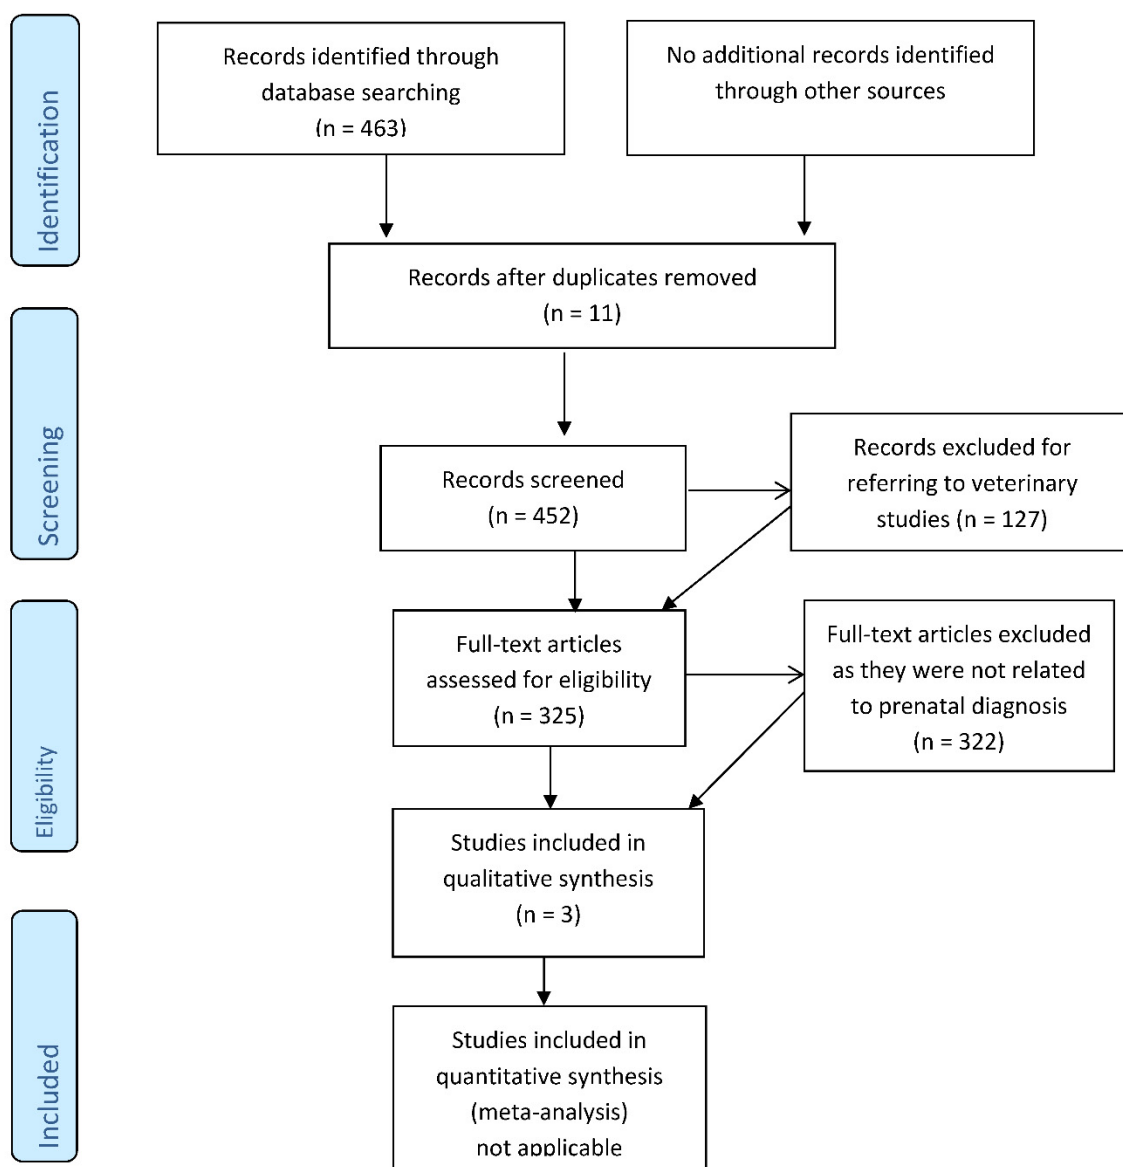 Identification
Records identified through
database searching
(n = 463)
No additional records identified
through other sources
Records after duplicates removed
(n = 11)
Screening
Records screened
(n = 452)
Records excluded for
referring to veterinary
studies (n = 127)
Eligibility
Full-text articles
assessed for eligibility
(n = 325)
Full-text articles excluded
as they were not related
to prenatal diagnosis
(n = 322)
Studies included in
qualitative synthesis
(n = 3)
Included
Studies included in
quantitative synthesis
(meta-analysis)
not applicable